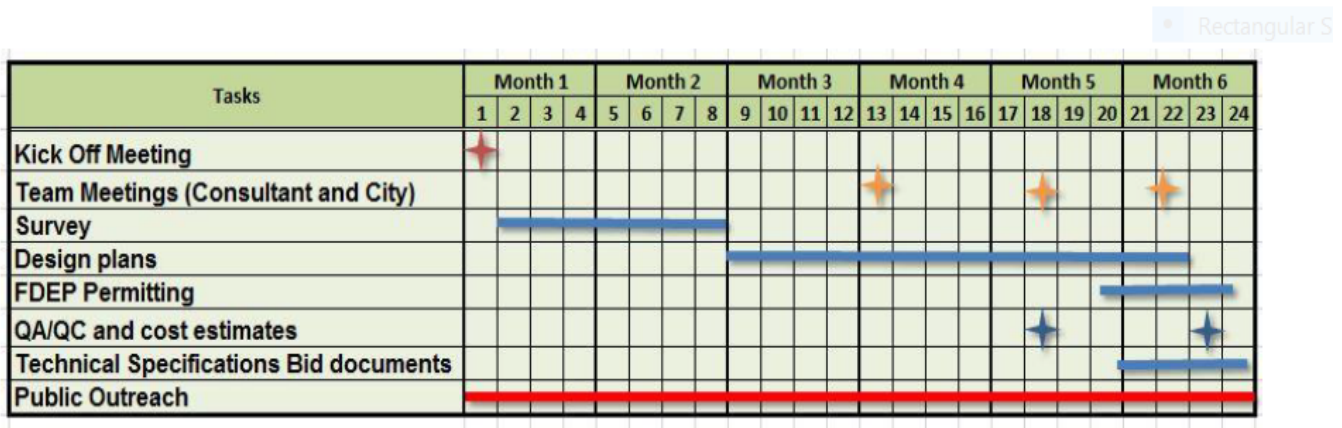 Rectangular S
Tasks
Month 1 Month 2 Month 3 Month 4 Month 5 Month 6
1 2 3 4 5 6 7 8 9 10 11 12 13 14 15 16 17 18 19 20 21 22 23 24
Kick Off Meeting
Team Meetings (Consultant and City)
Survey
Design plans
FDEP Permitting
QA/QC and cost estimates
Technical Specifications Bid documents
Public Outreach